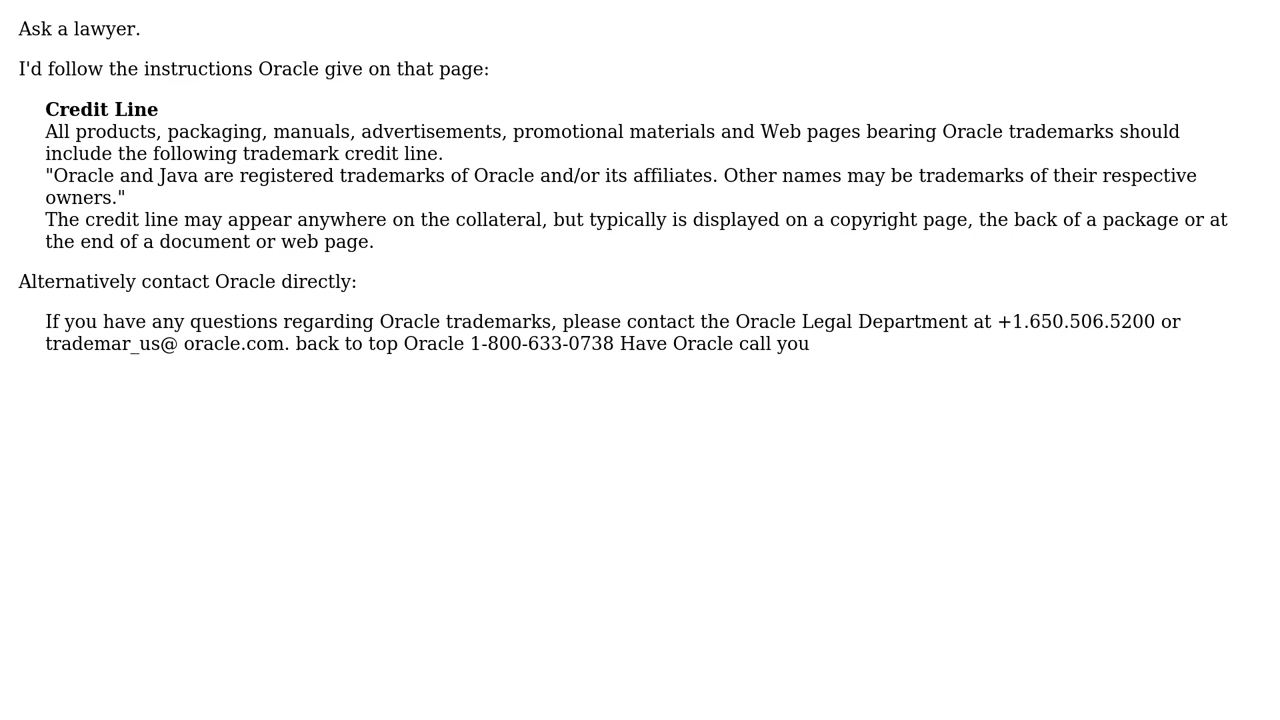 Ask a lawyer.
I'd follow the instructions Oracle give on that page:
Credit Line
All products, packaging, manuals, advertisements, promotional materials and Web pages bearing Oracle trademarks should
include the following trademark credit line.
"Oracle and Java are registered trademarks of Oracle and/or its affiliates. Other names may be trademarks of their respective
owners."
The credit line may appear anywhere on the collateral, but typically is displayed on a copyright page, the back of a package or at
the end of a document or web page.
Alternatively contact Oracle directly:
If you have any questions regarding Oracle trademarks, please contact the Oracle Legal Department at +1.650.506.5200 or
trademar_us@ oracle.com. back to top Oracle 1-800-633-0738 Have Oracle call you